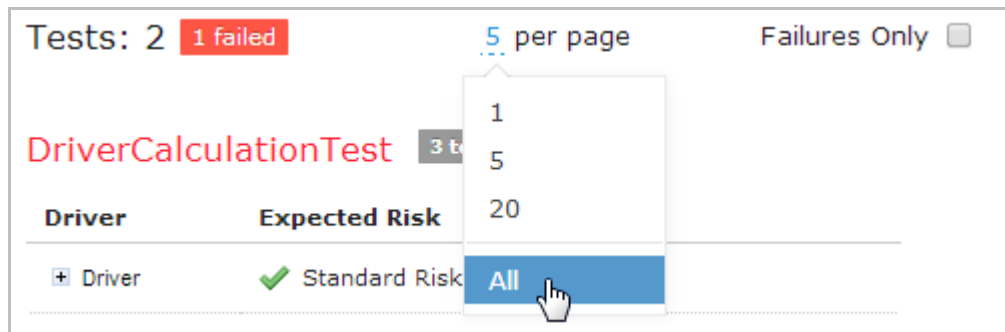 Tests: 2 1 failed 5 per page Failures Only
1
DriverCalculationTest 3
5
Driver Expected Risk 20
Driver Standard Risk All